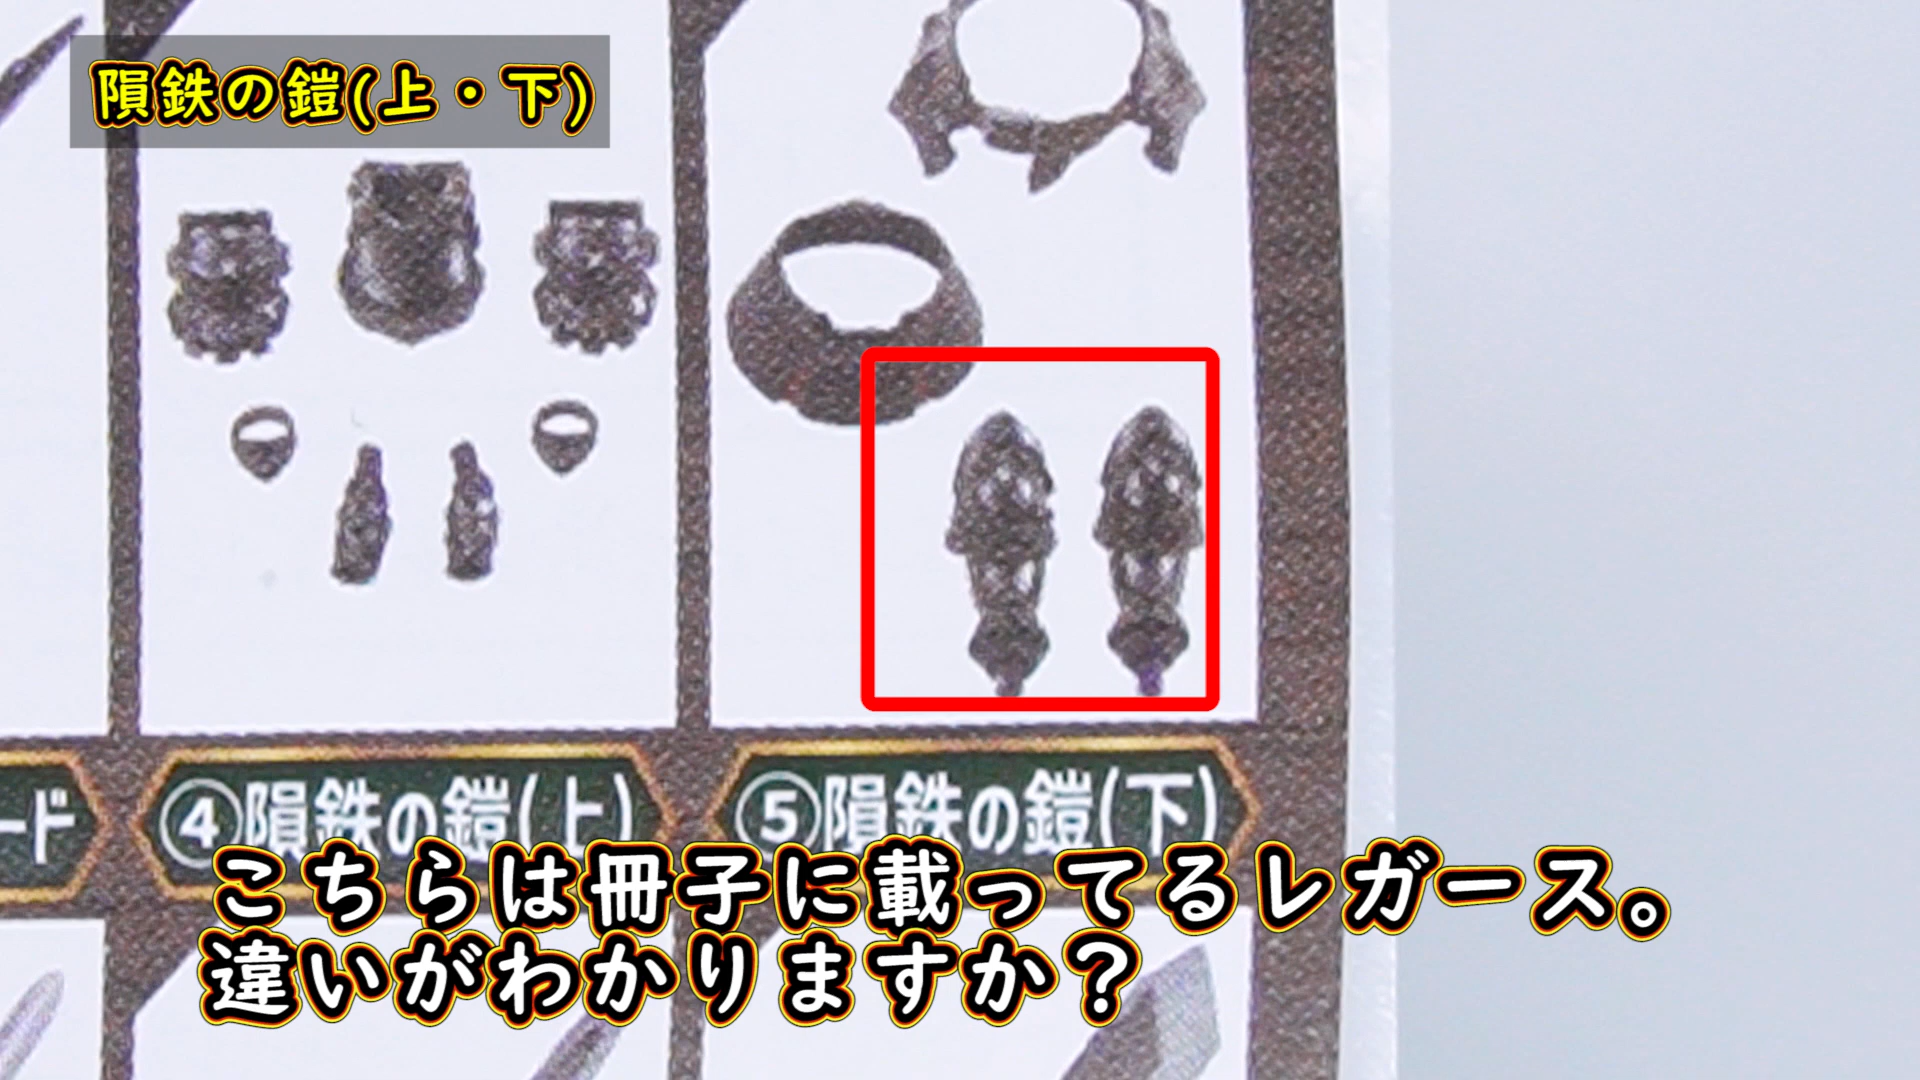 隕鉄の鎧(上・下)
ード
④隕鉄の鎧(上)
⑤隕鉄の鎧(下)
こちらは冊子に載ってるレガース。
違いがわかりますか？